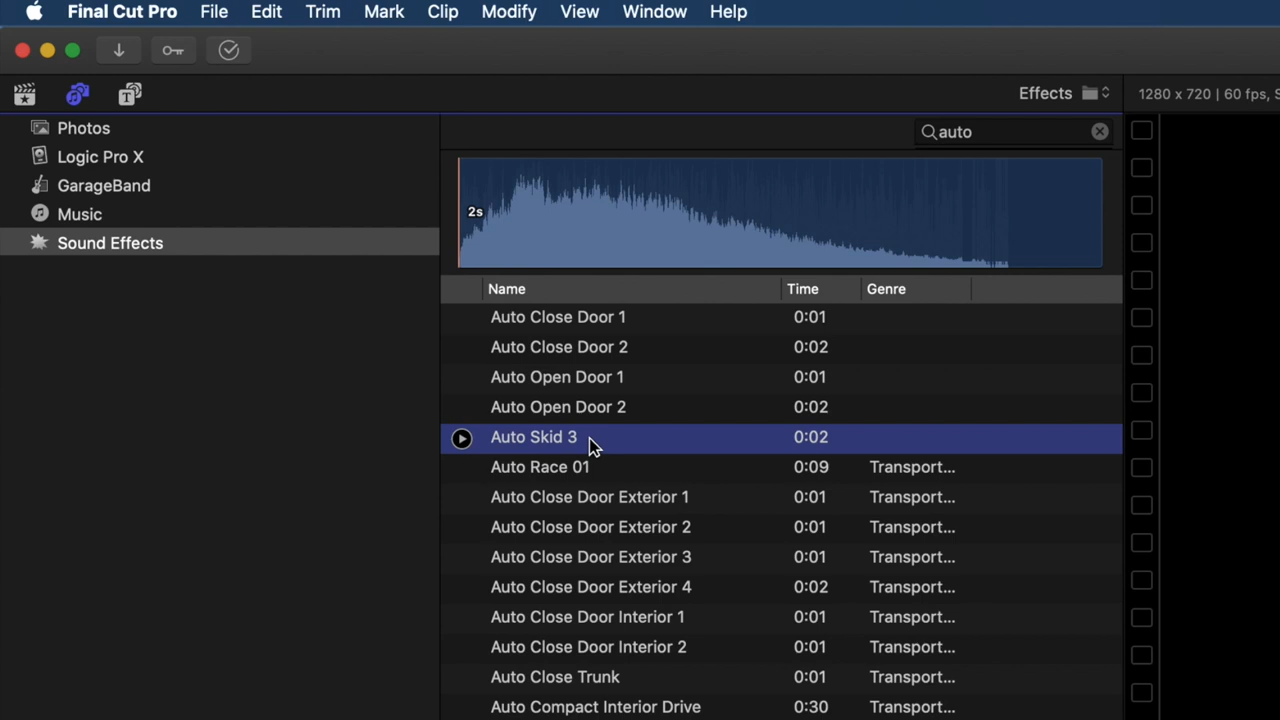 Final Cut Pro File Edit Trim Mark Clip Modify View Window Help
Effects
1280 x 720 | 60 fps, S
Photos
Logic Pro X
GarageBand
Music
Sound Effects
auto
2s
Name Time Genre
Auto Close Door 1 0:01
Auto Close Door 2 0:02
Auto Open Door 1 0:01
Auto Open Door 2 0:02
Auto Skid 3 0:02
Auto Race 01 0:09 Transport...
Auto Close Door Exterior 1 0:01 Transport...
Auto Close Door Exterior 2 0:01 Transport...
Auto Close Door Exterior 3 0:01 Transport...
Auto Close Door Exterior 4 0:02 Transport...
Auto Close Door Interior 1 0:01 Transport...
Auto Close Door Interior 2 0:01 Transport...
Auto Close Trunk 0:01 Transport...
Auto Compact Interior Drive 0:30 Transport...